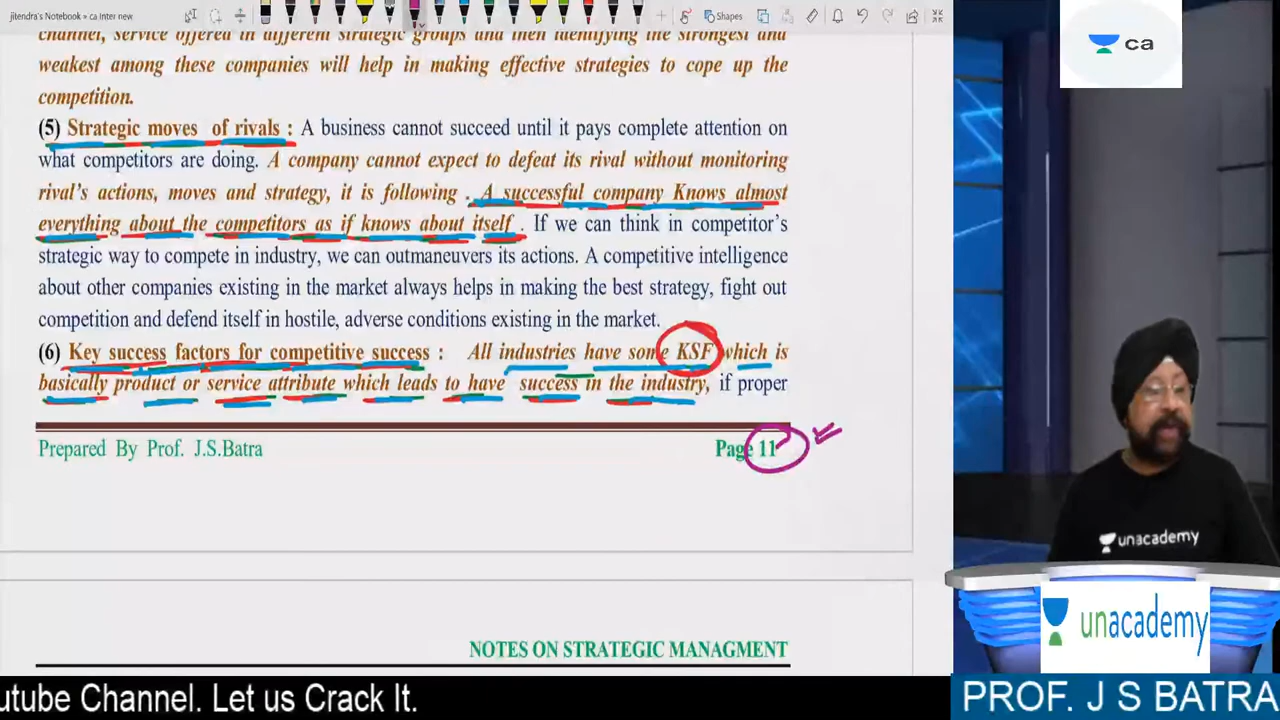 jitendra's Notebook » ca Inter new
Shapes
channel, service offered in different strategic groups and then identifying the strongest and
weakest among these companies will help in making effective strategies to cope up the
competition.
(5) Strategic moves of rivals : A business cannot succeed until it pays complete attention on
what competitors are doing. A company cannot expect to defeat its rival without monitoring
rival's actions, moves and strategy, it is following . A successful company Knows almost
everything about the competitors as if knows about itself . If we can think in competitor's
strategic way to compete in industry, we can outmaneuvers its actions. A competitive intelligence
about other companies existing in the market always helps in making the best strategy, fight out
competition and defend itself in hostile, adverse conditions existing in the market.
(6) Key success factors for competitive success : All industries have some KSF which is
basically product or service attribute which leads to have success in the industry, if proper
Prepared By Prof. J.S.Batra Page 11
NOTES ON STRATEGIC MANAGMENT
ca
unacademy
unacademy
utube Channel. Let us Crack It.
PROF. J S BATRA